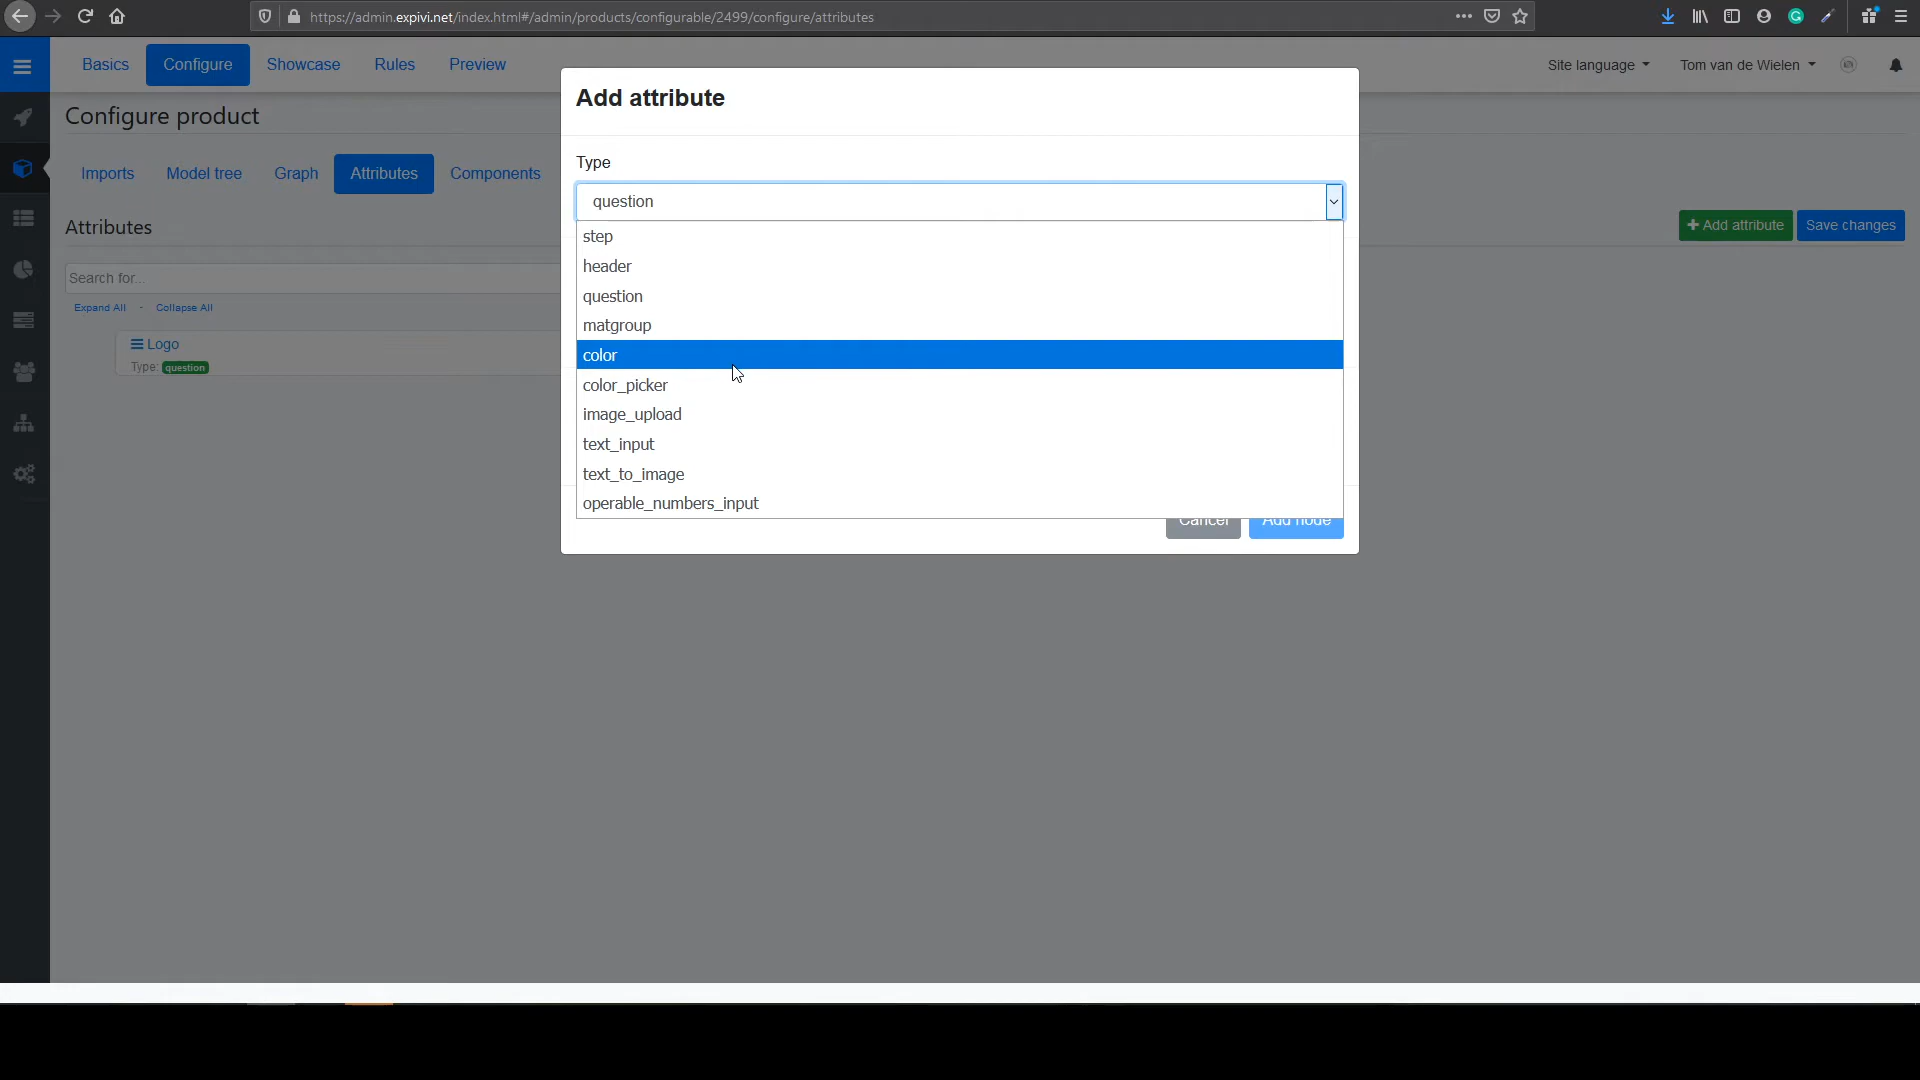 https://admin.expivi.net/index.html#/admin/products/configurable/2499/configure/attributes
Basics
Configure
Showcase
Rules
Preview
Site language
Tom van de Wielen
Add attribute
Configure product
Type
Imports
Model tree
Graph
Attributes
Components
question
Attributes
Add attribute
Save changes
step
header
question
matgroup
color
color_picker
image_upload
text_input
text_to_image
operable_numbers_input
Search for...
Expand All - Collapse All
Logo
Type: question
Cancel
Add node